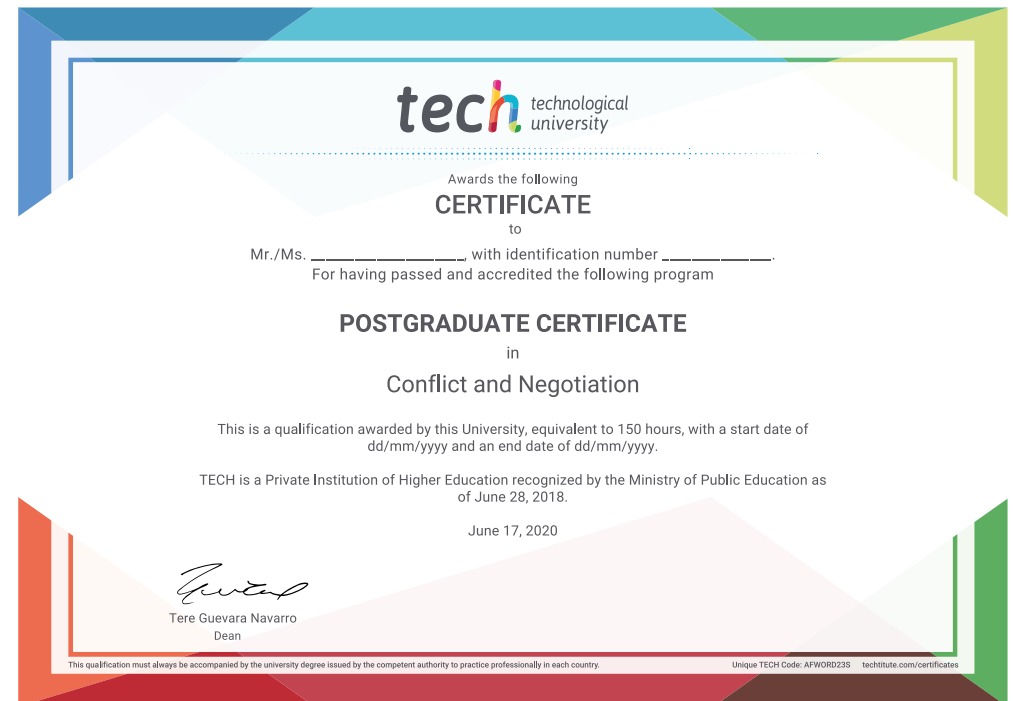 tech technological
university
Awards the following
CERTIFICATE
to
Mr./Ms. ____________________, with identification number ______________.
For having passed and accredited the following program
POSTGRADUATE CERTIFICATE
in
Conflict and Negotiation
This is a qualification awarded by this University, equivalent to 150 hours, with a start date of
dd/mm/yyyy and an end date of dd/mm/yyyy.
TECH is a Private Institution of Higher Education recognized by the Ministry of Public Education as
of June 28, 2018.
June 17, 2020
Tere Guevara Navarro
Dean
This qualification must always be accompanied by the university degree issued by the competent authority to practice professionally in each country.
Unique TECH Code: AFWORD23S techtitute.com/certificates